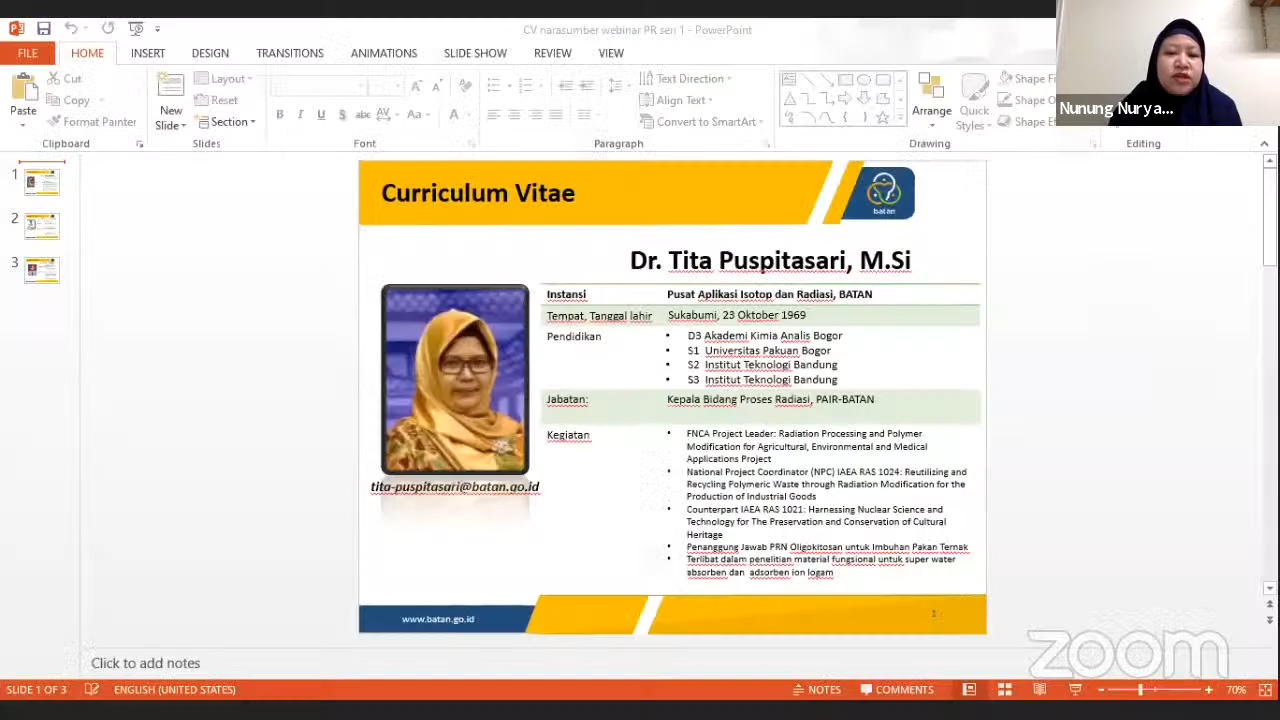 CV narasumber webinar PR seri 1 - PowerPoint
FILE HOME INSERT DESIGN TRANSITIONS ANIMATIONS SLIDE SHOW REVIEW VIEW
Paste
Cut
Copy
Format Painter
Clipboard
New
Slide
Layout
Reset
Section
Slides
B I U S abc AV Aa A
Font
Text Direction
Align Text
Convert to SmartArt
Paragraph
Arrange
Quick
Styles
Shape
Shape
Shape
Drawing
Editing
Nunung Nurya...
1
2
3
Curriculum Vitae
batan
Dr. Tita Puspitasari, M.Si
Instansi Pusat Aplikasi Isotop dan Radiasi, BATAN
Tempat, Tanggal lahir Sukabumi, 23 Oktober 1969
Pendidikan • D3 Akademi Kimia Analis Bogor
• S1 Universitas Pakuan Bogor
• S2 Institut Teknologi Bandung
• S3 Institut Teknologi Bandung
Jabatan: Kepala Bidang Proses Radiasi, PAIR-BATAN
Kegiatan • FNCA Project Leader: Radiation Processing and Polymer
Modification for Agricultural, Environmental and Medical
Applications Project
• National Project Coordinator (NPC) IAEA RAS 1024: Reutilizing and
Recycling Polymeric Waste through Radiation Modification for the
Production of Industrial Goods
• Counterpart IAEA RAS 1021: Harnessing Nuclear Science and
Technology for The Preservation and Conservation of Cultural
Heritage
• Penanggung Jawab PRN Oligokitosan untuk Imbuhan Pakan Ternak
• Terlibat dalam penelitian material fungsional untuk super water
absorben dan adsorben ion logam
tita-puspitasari@batan.go.id
www.batan.go.id
1
zoom
Click to add notes
SLIDE 1 OF 3 ENGLISH (UNITED STATES) NOTES COMMENTS 70%